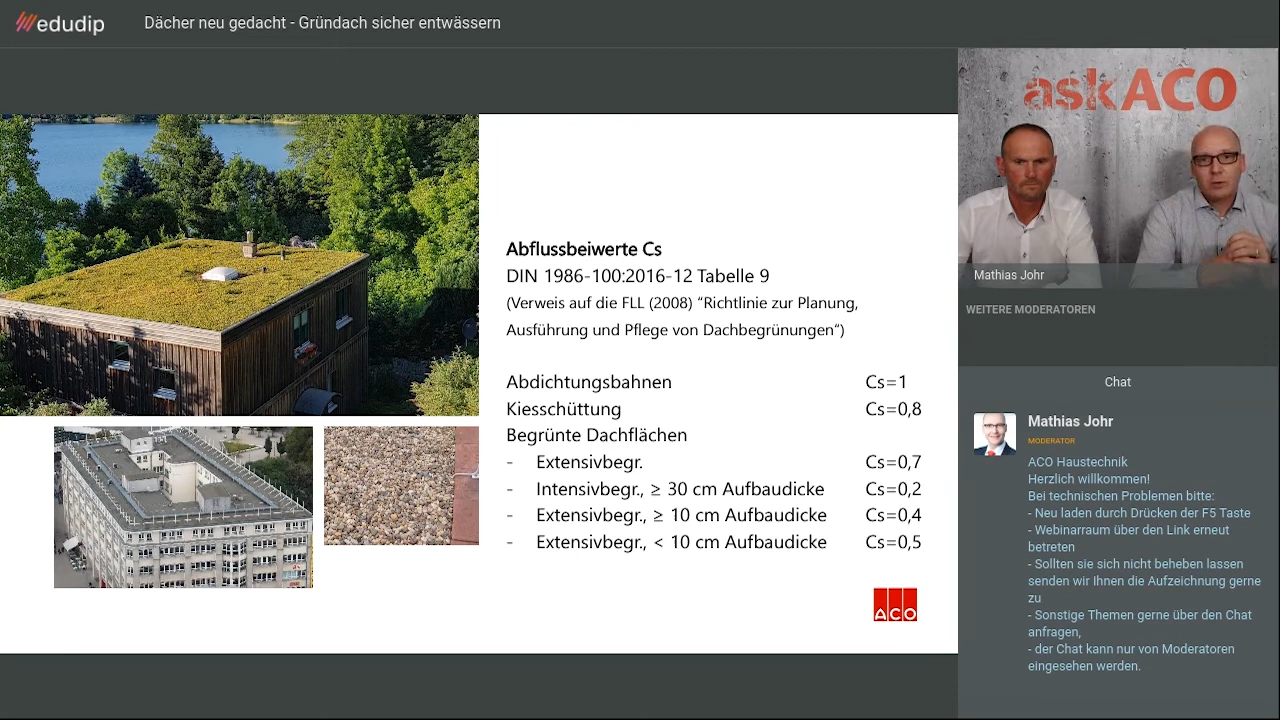 edudip
Dächer neu gedacht - Gründach sicher entwässern
Abflussbeiwerte Cs
DIN 1986-100:2016-12 Tabelle 9
(Verweis auf die FLL (2008) "Richtlinie zur Planung,
Ausführung und Pflege von Dachbegrünungen")
Abdichtungsbahnen Cs=1
Kiesschüttung Cs=0,8
Begrünte Dachflächen
- Extensivbegr. Cs=0,7
- Intensivbegr., ≥ 30 cm Aufbaudicke Cs=0,2
- Extensivbegr., ≥ 10 cm Aufbaudicke Cs=0,4
- Extensivbegr., < 10 cm Aufbaudicke Cs=0,5
ACO
askACO
Mathias Johr
WEITERE MODERATOREN
Chat
Mathias Johr
MODERATOR
ACO Haustechnik
Herzlich willkommen!
Bei technischen Problemen bitte:
- Neu laden durch Drücken der F5 Taste
- Webinarraum über den Link erneut
betreten
- Sollten sie sich nicht beheben lassen
senden wir Ihnen die Aufzeichnung gerne
zu
- Sonstige Themen gerne über den Chat
anfragen,
- der Chat kann nur von Moderatoren
eingesehen werden.